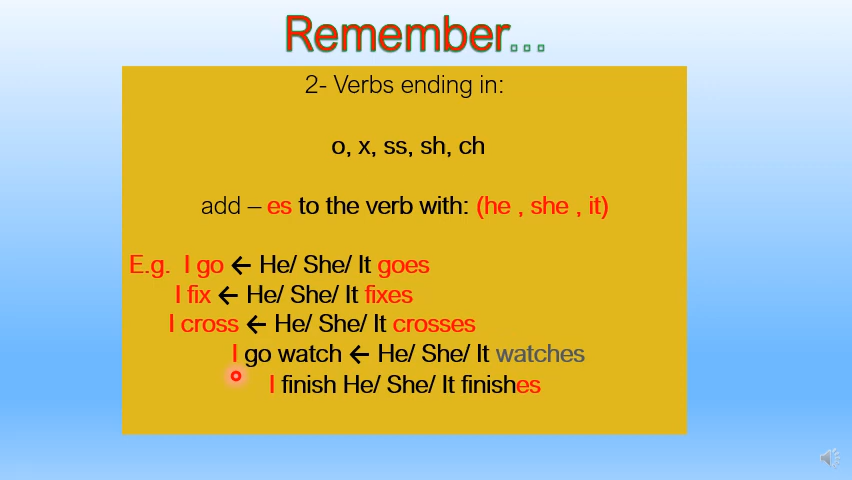 Remember...
2- Verbs ending in:
o, x, ss, sh, ch
add – es to the verb with: (he , she , it)
E.g. I go ← He/ She/ It goes
I fix ← He/ She/ It fixes
I cross ← He/ She/ It crosses
I go watch ← He/ She/ It watches
I finish He/ She/ It finishes